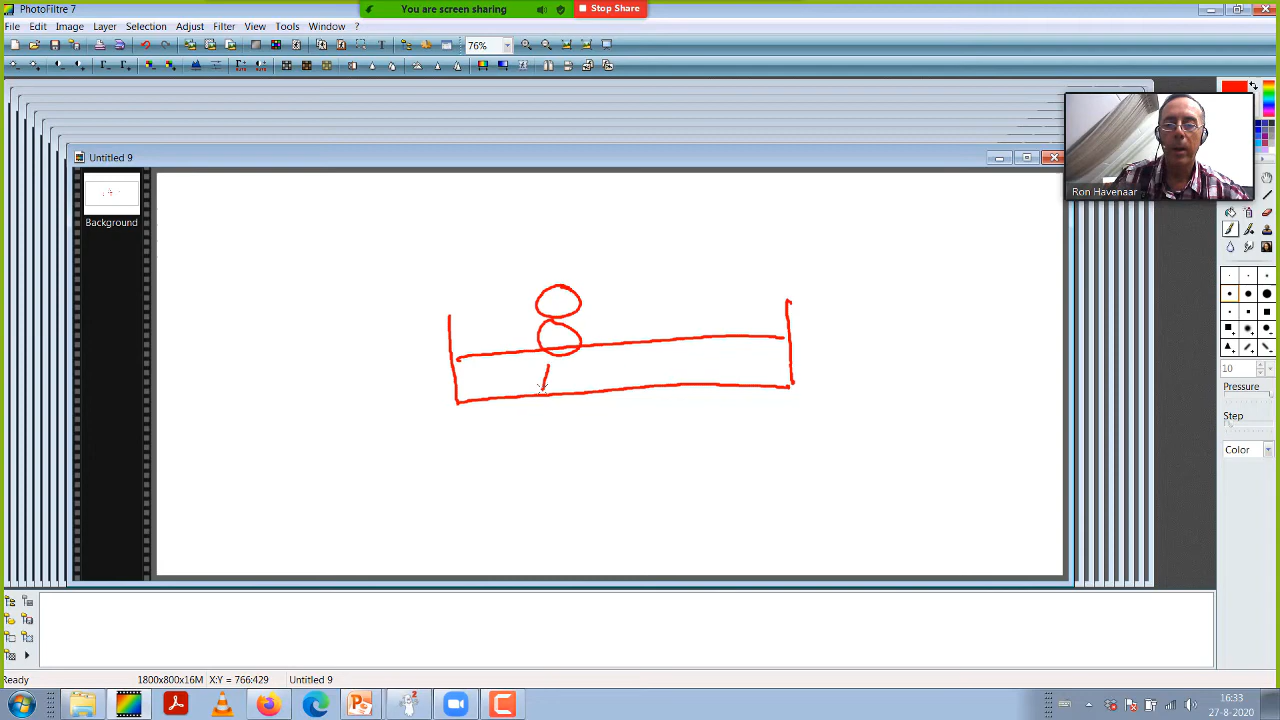 PhotoFiltre 7
You are screen sharing
Stop Share
File Edit Image Layer Selection Adjust Filter View Tools Window ?
76%
Untitled 9
Background
Ron Havenaar
10
Pressure
Step
Color
Ready 1800x800x16M X:Y = 766:429 Untitled 9
16:33
27-8-2020